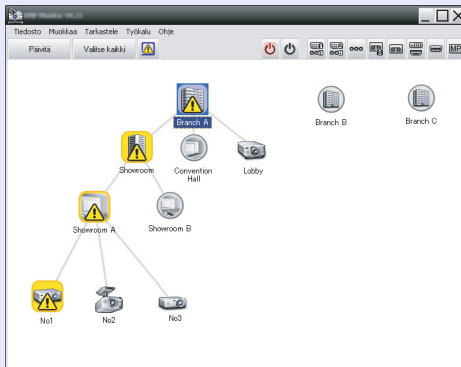 Tiedosto Muokkaa Tarkastele Työkalu Ohje
Päivitä Valitse kaikki
MP
Branch A
Branch B
Branch C
Showroom
Convention
Hall
Lobby
Showroom A
Showroom B
No1
No2
No3